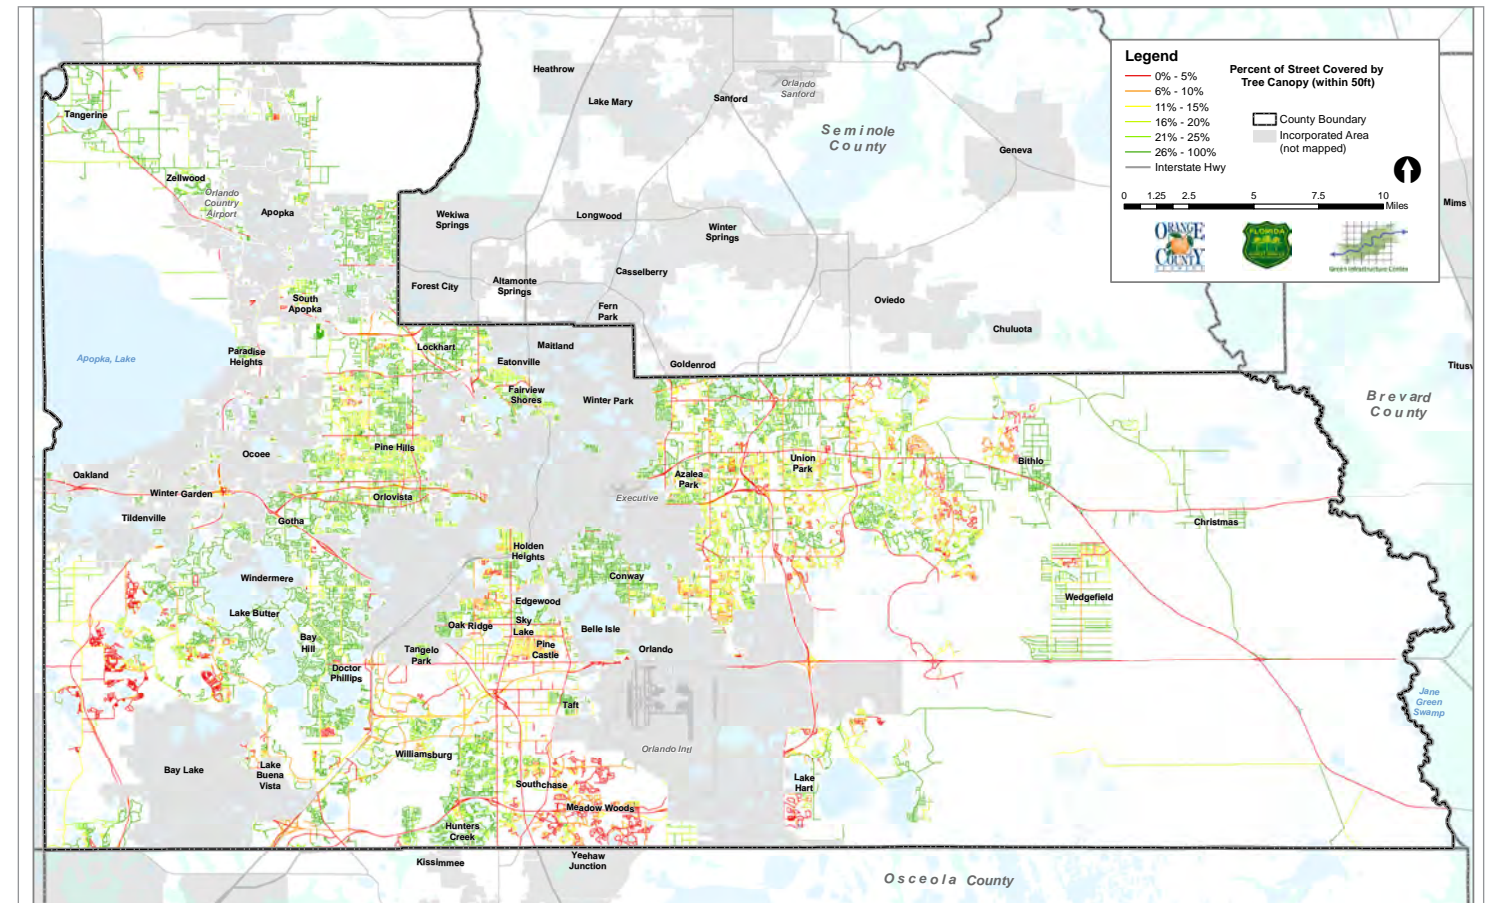 Legend
0% - 5%
6% - 10%
11% - 15%
16% - 20%
21% - 25%
26% - 100%
Interstate Hwy
Percent of Street Covered by
Tree Canopy (within 50ft)
County Boundary
Incorporated Area
(not mapped)
0 1.25 2.5 5 7.5 10
Miles
ORANGE
COUNTY
FLORIDA
FLORIDA
Green Infrastructure Center
Heathrow
Lake Mary
Sanford
Orlando
Sanford
Seminole
County
Geneva
Mims
Tangerine
Zellwood
Orlando
Country
Airport
Apopka
Wekiwa
Springs
Longwood
Winter
Springs
Casselberry
Forest City
Altamonte
Springs
Fern
Park
Oviedo
Chuluota
South
Apopka
Apopka, Lake
Paradise
Heights
Lockhart
Maitland
Eatonville
Goldenrod
Fairview
Shores
Winter Park
Titusv
Brevard
County
Pine Hills
Ocoee
Oakland
Winter Garden
Tildenville
Orlovista
Gotha
Executive
Azalea
Park
Union
Park
Bithlo
Christmas
Holden
Heights
Conway
Windermere
Lake Butter
Edgewood
Wedgefield
Oak Ridge
Sky
Lake
Belle Isle
Bay
Hill
Tangelo
Park
Pine
Castle
Orlando
Doctor
Phillips
Taft
Jane
Green
Swamp
Orlando Intl
Williamsburg
Bay Lake
Lake
Buena
Vista
Southchase
Lake
Hart
Meadow Woods
Hunters
Creek
Kissimmee
Yeehaw
Junction
Osceola County